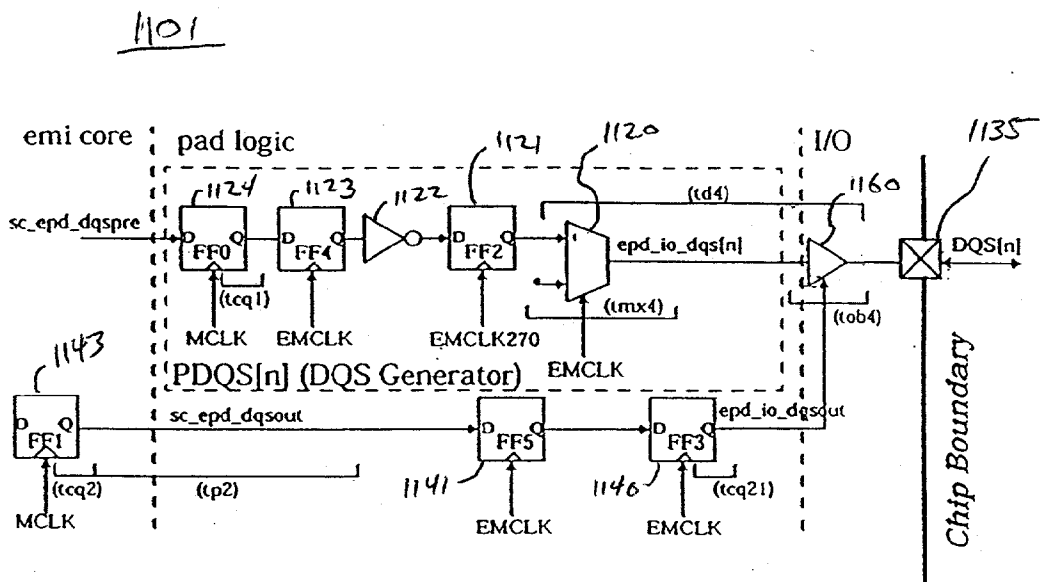 1101
emi core
pad logic
I/O
1124
1123
1122
1121
1120
1160
1135
sc_epd_dqspre
D Q
FF0
D Q
FF4
D Q
FF2
1
(td4)
epd_io_dqs[n]
DQS[n]
(tcq1)
(tmx4)
(tob4)
MCLK
EMCLK
EMCLK270
EMCLK
PDQS[n] (DQS Generator)
1143
D Q
FF1
sc_epd_dqsout
D Q
FF5
D Q
FF3
epd_io_dqsout
1141
1140
(tcq2)
(tp2)
(tcq21)
MCLK
EMCLK
EMCLK
Chip Boundary